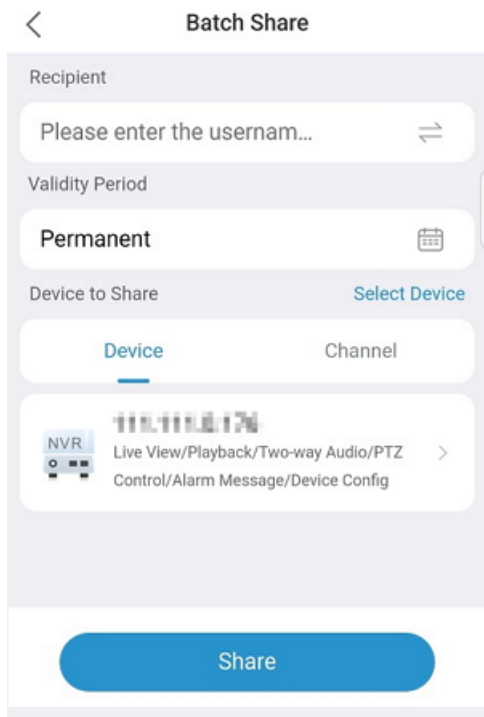 Batch Share
Recipient
Please enter the usernam...
Validity Period
Permanent
Device to Share
Select Device
Device
Channel
NVR
Live View/Playback/Two-way Audio/PTZ
Control/Alarm Message/Device Config
Share